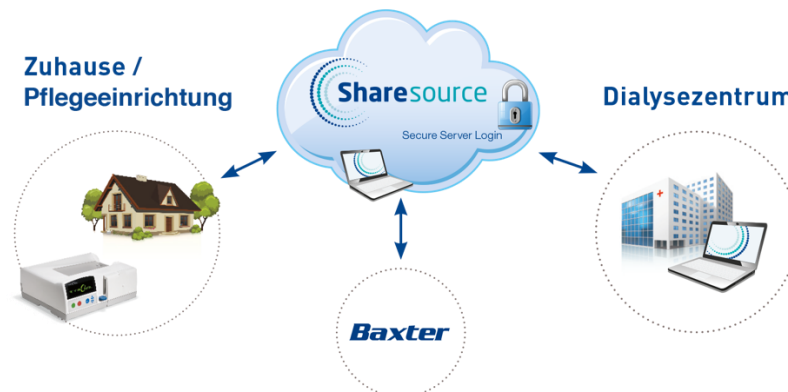 Zuhause /
Pflegeeinrichtung
Sharesource
Secure Server Login
Dialysezentrum
Baxter